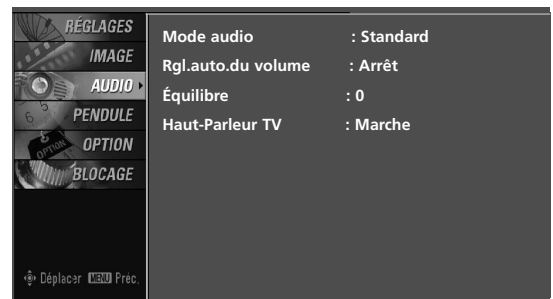 RÉGLAGES
IMAGE
AUDIO
PENDULE
OPTION
BLOCAGE
Déplacer MENU Préc.
Mode audio : Standard
Rgl.auto.du volume : Arrêt
Équilibre : 0
Haut-Parleur TV : Marche